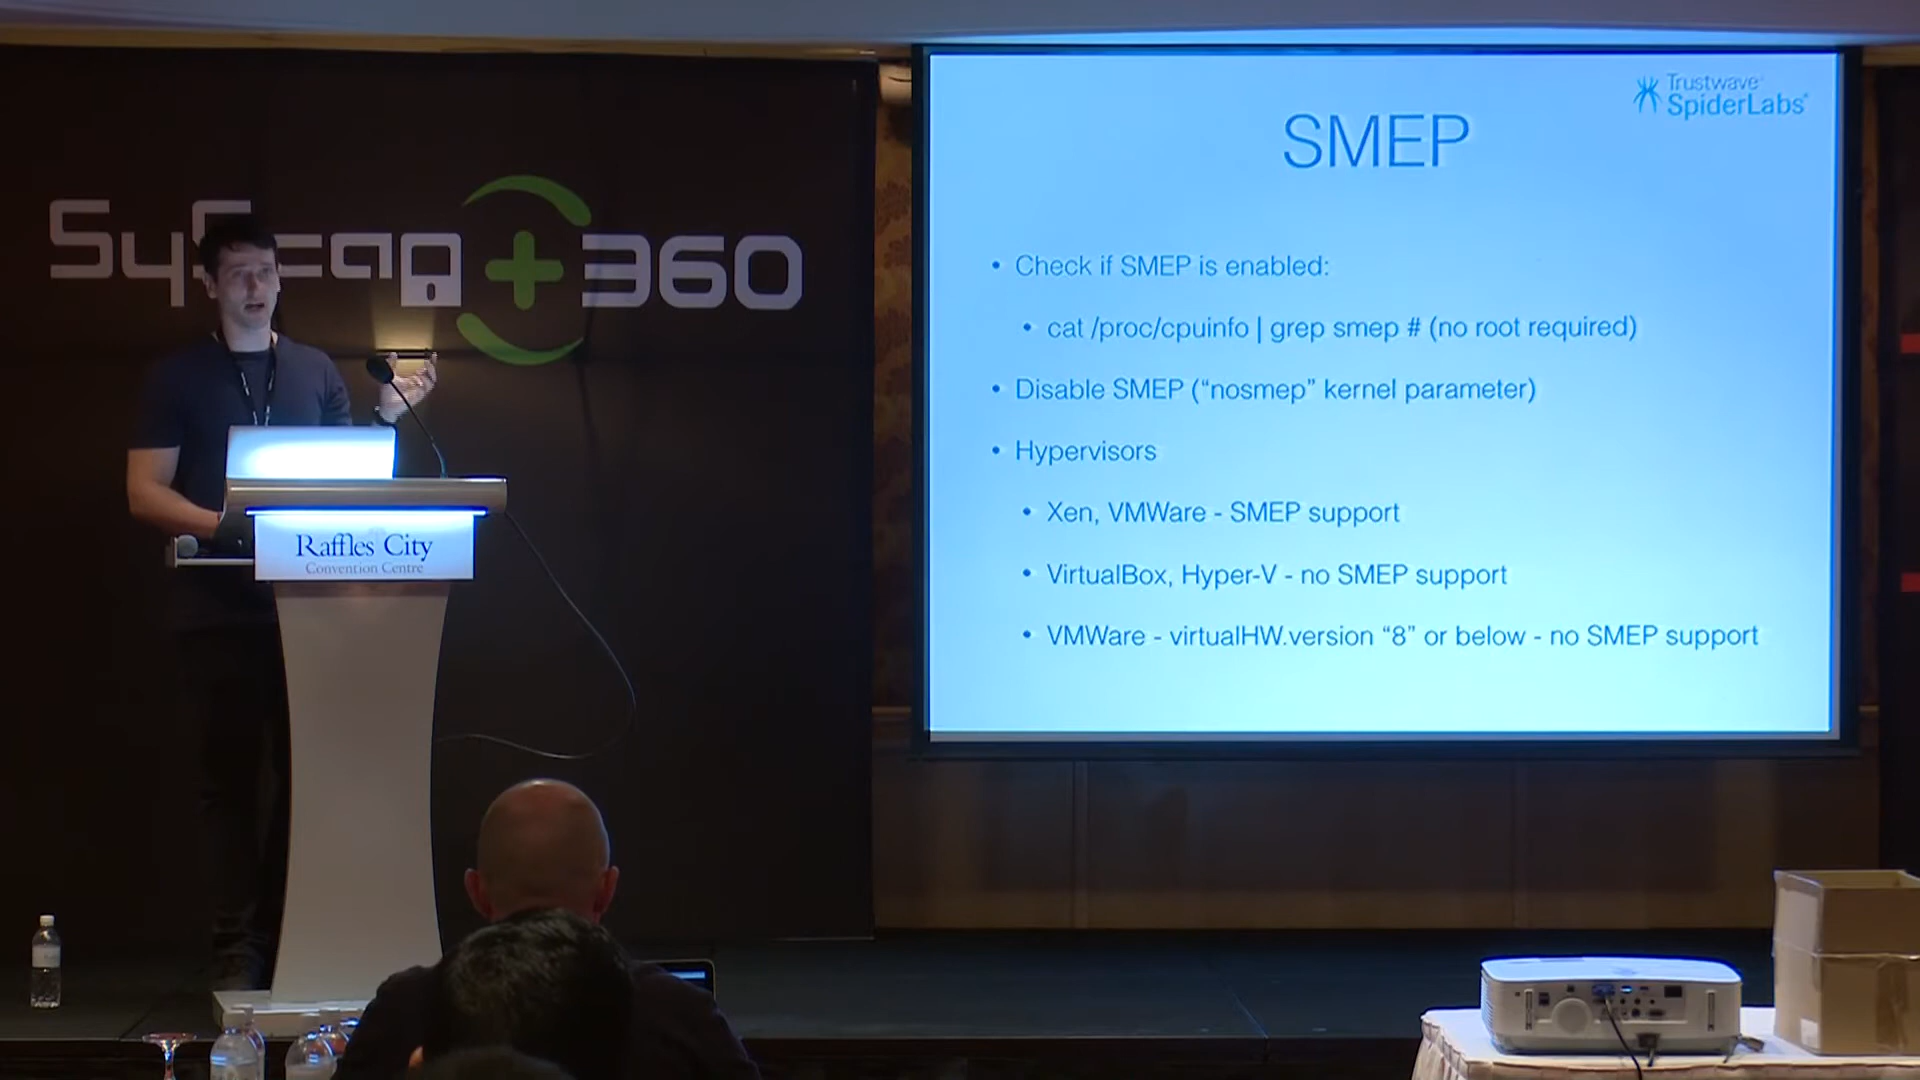 SyScan+360
Raffles City
Convention Centre
Trustwave®
SpiderLabs®
SMEP
• Check if SMEP is enabled:
• cat /proc/cpuinfo | grep smep # (no root required)
• Disable SMEP (“nosmep” kernel parameter)
• Hypervisors
• Xen, VMWare - SMEP support
• VirtualBox, Hyper-V - no SMEP support
• VMWare - virtualHW.version “8” or below - no SMEP support